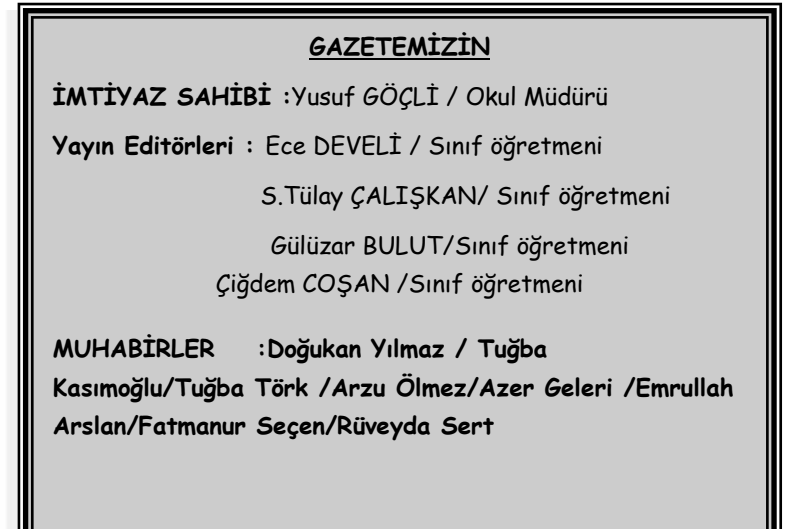 GAZETEMİZİN
İMTİYAZ SAHİBİ :Yusuf GÖÇLİ / Okul Müdürü
Yayın Editörleri : Ece DEVELİ / Sınıf öğretmeni
S.Tülay ÇALIŞKAN/ Sınıf öğretmeni
Gülüzar BULUT/Sınıf öğretmeni
Çiğdem COŞAN /Sınıf öğretmeni
MUHABİRLER :Doğukan Yılmaz / Tuğba
Kasımoğlu/Tuğba Törk /Arzu Ölmez/Azer Geleri /Emrullah
Arslan/Fatmanur Seçen/Rüveyda Sert